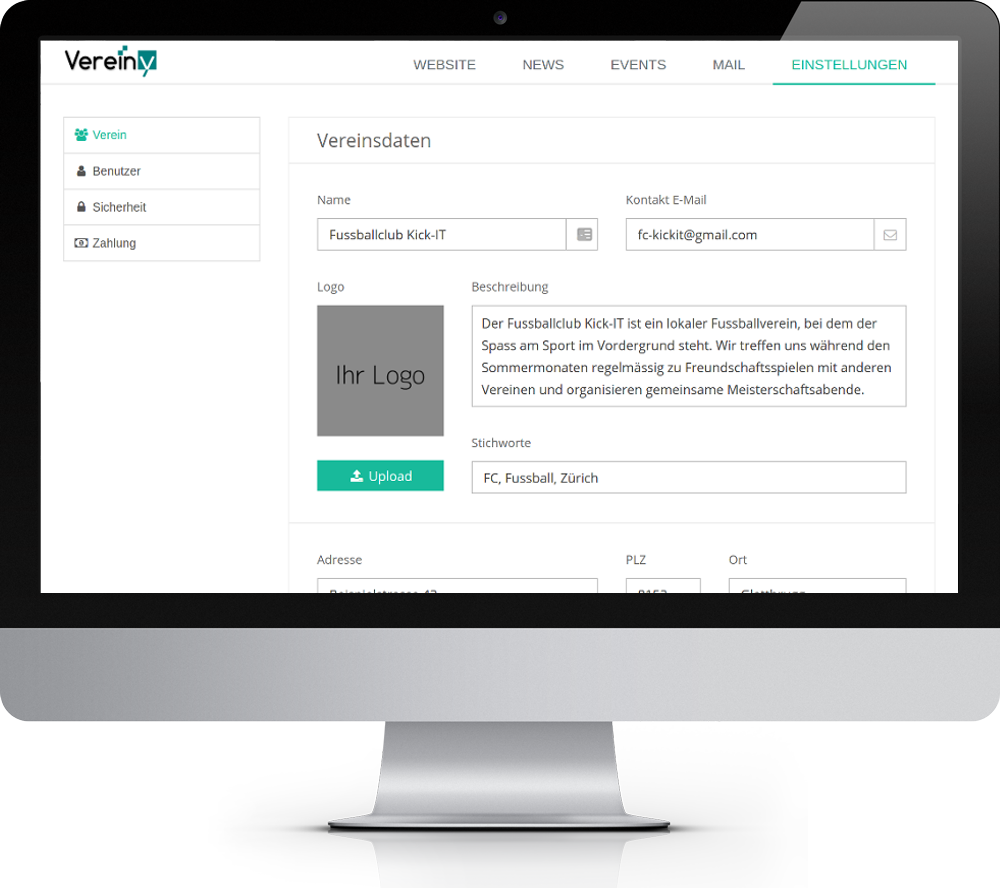 Vereiny
WEBSITE NEWS EVENTS MAIL EINSTELLUNGEN
Verein
Benutzer
Sicherheit
Zahlung
Vereinsdaten
Name
Fussballclub Kick-IT
Kontakt E-Mail
fc-kickit@gmail.com
Logo
Ihr Logo
Upload
Beschreibung
Der Fussballclub Kick-IT ist ein lokaler Fussballverein, bei dem der
Spass am Sport im Vordergrund steht. Wir treffen uns während den
Sommermonaten regelmässig zu Freundschaftsspielen mit anderen
Vereinen und organisieren gemeinsame Meisterschaftsabende.
Stichworte
FC, Fussball, Zürich
Adresse
PLZ
Ort